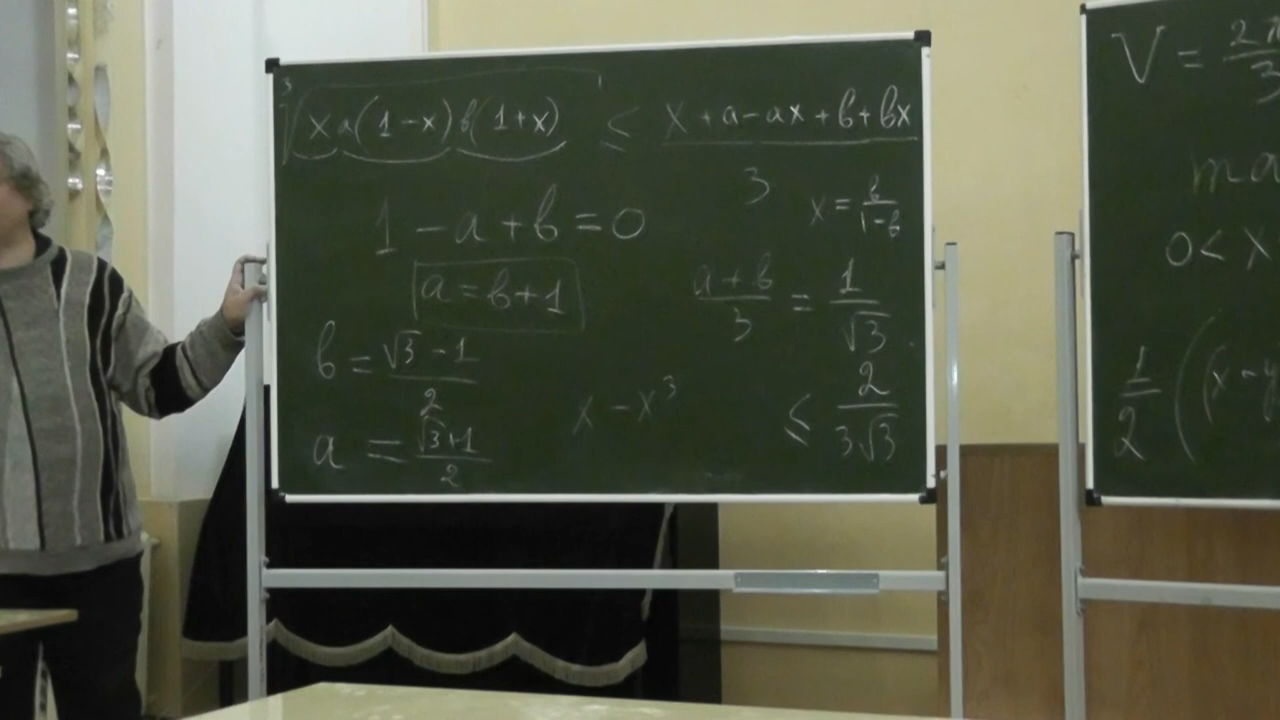 ∛(x a(1-x) b(1+x)) ≤ (x+a-ax+b+bx)/3
1-a+b=0
x = b/(1-b)
a=b+1
(a+b)/3 = 1/√3
b = (√3-1)/2
x-x³
≤ 2/(3√3)
a = (√3+1)/2
V = 2π/3
ma
0<x
1/2 ((x-y